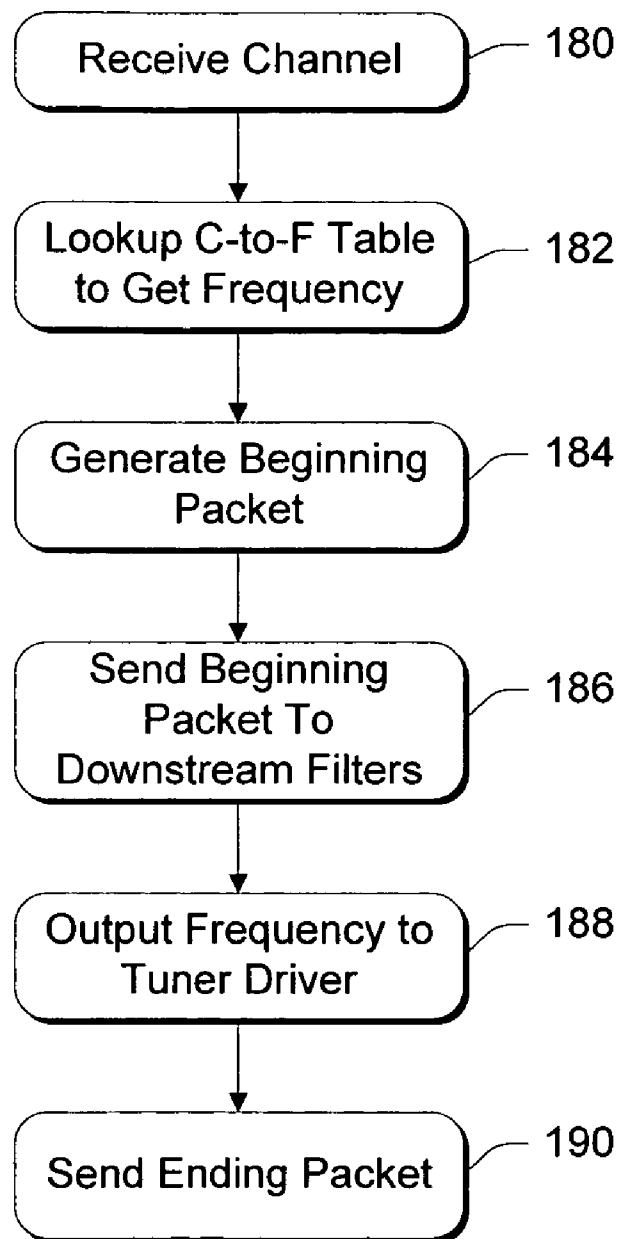 Receive Channel
180
Lookup C-to-F Table
to Get Frequency
182
Generate Beginning
Packet
184
Send Beginning
Packet To
Downstream Filters
186
Output Frequency to
Tuner Driver
188
Send Ending Packet
190